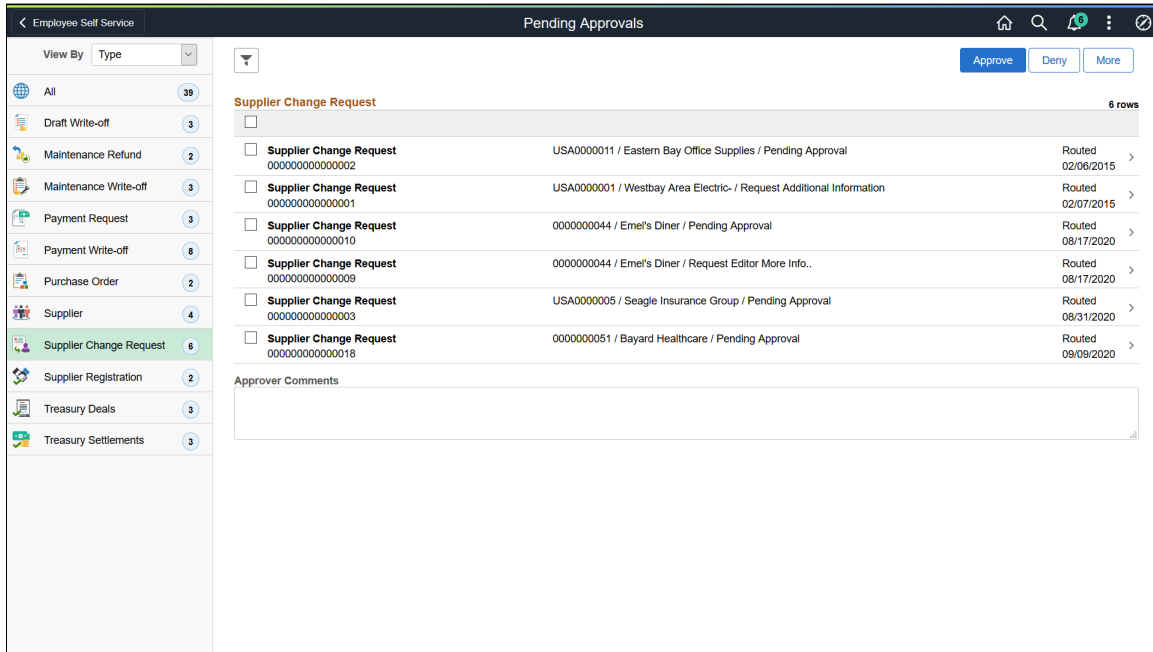 Employee Self Service
Pending Approvals
6
View By Type
Approve Deny More
All 39
Draft Write-off 3
Maintenance Refund 2
Maintenance Write-off 3
Payment Request 3
Payment Write-off 8
Purchase Order 2
Supplier 4
Supplier Change Request 6
Supplier Registration 2
Treasury Deals 3
Treasury Settlements 3
Supplier Change Request 6 rows
Supplier Change Request USA0000011 / Eastern Bay Office Supplies / Pending Approval Routed
000000000000002 02/06/2015
Supplier Change Request USA0000001 / Westbay Area Electric- / Request Additional Information Routed
000000000000001 02/07/2015
Supplier Change Request 0000000044 / Emel's Diner / Pending Approval Routed
000000000000010 08/17/2020
Supplier Change Request 0000000044 / Emel's Diner / Request Editor More Info.. Routed
000000000000009 08/17/2020
Supplier Change Request USA0000005 / Seagle Insurance Group / Pending Approval Routed
000000000000003 08/31/2020
Supplier Change Request 0000000051 / Bayard Healthcare / Pending Approval Routed
000000000000018 09/09/2020
Approver Comments